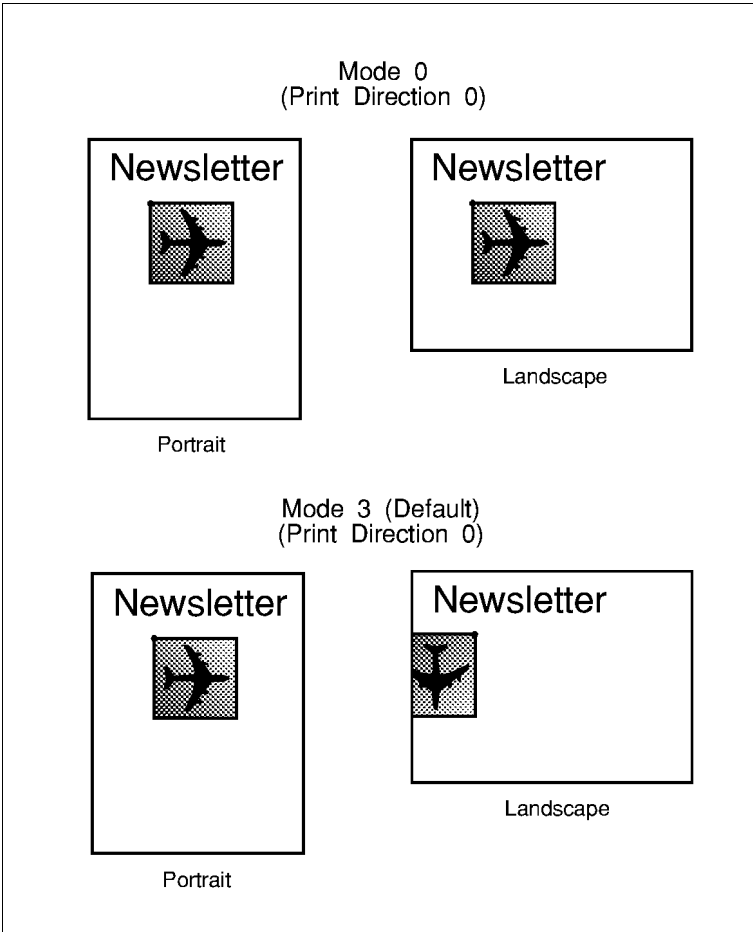 Mode 0
(Print Direction 0)
Newsletter
Newsletter
Landscape
Portrait
Mode 3 (Default)
(Print Direction 0)
Newsletter
Newsletter
Landscape
Portrait